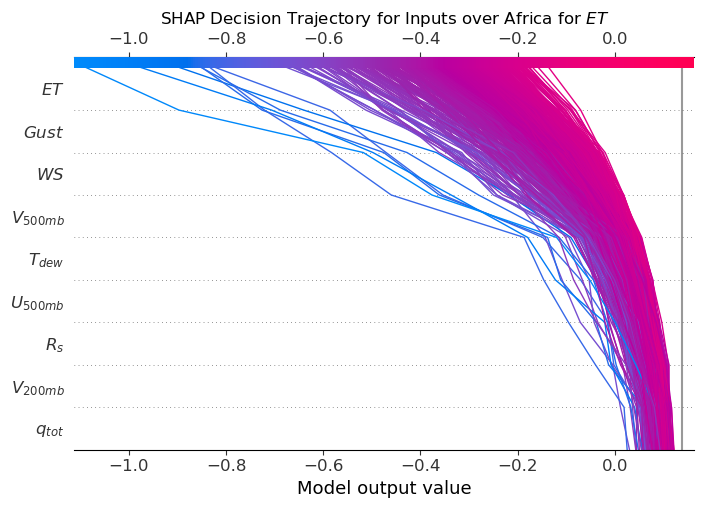 SHAP Decision Trajectory for Inputs over Africa for ET
−1.0 −0.8 −0.6 −0.4 −0.2 0.0
ET
Gust
WS
V500mb
Tdew
U500mb
Rs
V200mb
qtot
−1.0 −0.8 −0.6 −0.4 −0.2 0.0
Model output value